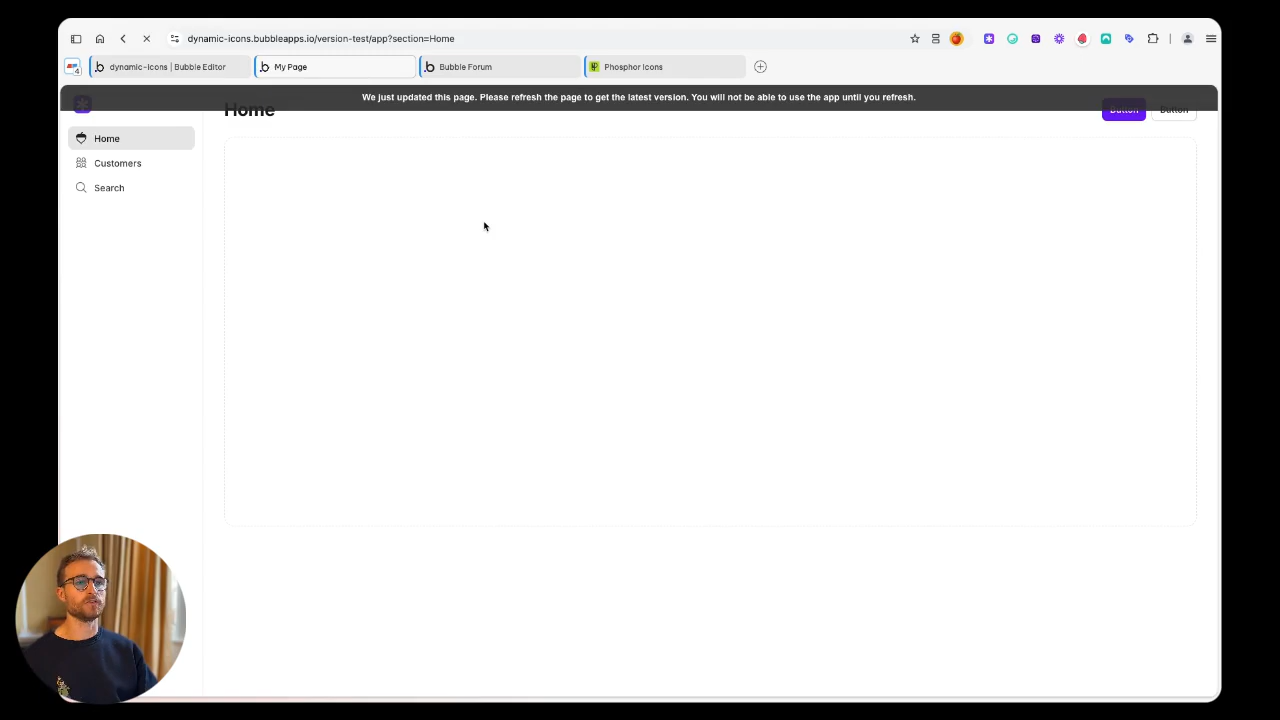 dynamic-icons.bubbleapps.io/version-test/app?section=Home
4
dynamic-icons | Bubble Editor
My Page
Bubble Forum
Phosphor Icons
We just updated this page. Please refresh the page to get the latest version. You will not be able to use the app until you refresh.
Home
Button
Button
Home
Customers
Search